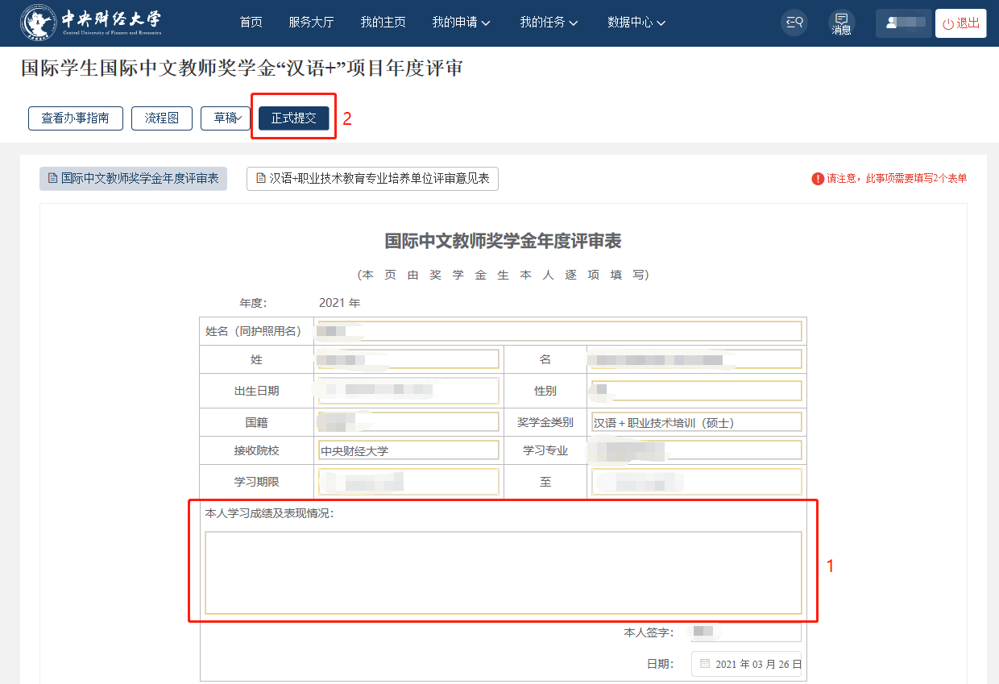 中央财经大学
Central University of Finance and Economics
首页 服务大厅 我的主页 我的申请 我的任务 数据中心 消息 退出
国际学生国际中文教师奖学金“汉语+”项目年度评审
查看办事指南 流程图 草稿 正式提交 2
国际中文教师奖学金年度评审表 汉语+职业技术教育专业培养单位评审意见表 请注意，此事项需要填写2个表单
国际中文教师奖学金年度评审表
(本 页 由 奖 学 金 生 本 人 逐 项 填 写)
年度： 2021 年
姓名（同护照用名）
姓 名
出生日期 性别
国籍 奖学金类别 汉语＋职业技术培训（硕士）
接收院校 中央财经大学 学习专业
学习期限 至
本人学习成绩及表现情况：
1
本人签字：
日期： 2021 年 03 月 26 日